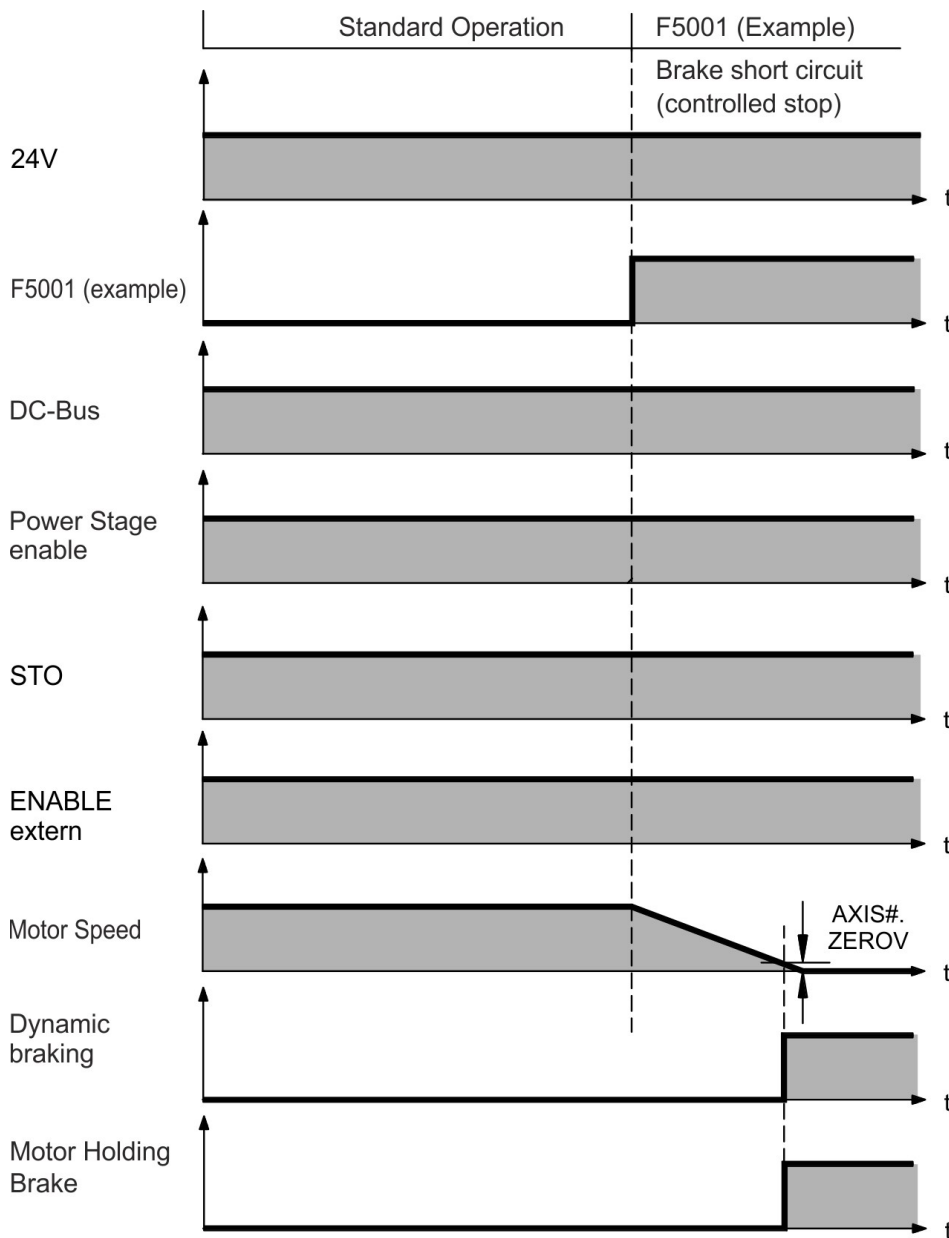 Standard Operation
F5001 (Example)
Brake short circuit
(controlled stop)
24V
t
F5001 (example)
t
DC-Bus
t
Power Stage
enable
t
STO
t
ENABLE
extern
t
Motor Speed
AXIS#.
ZEROV
t
Dynamic
braking
t
Motor Holding
Brake
t